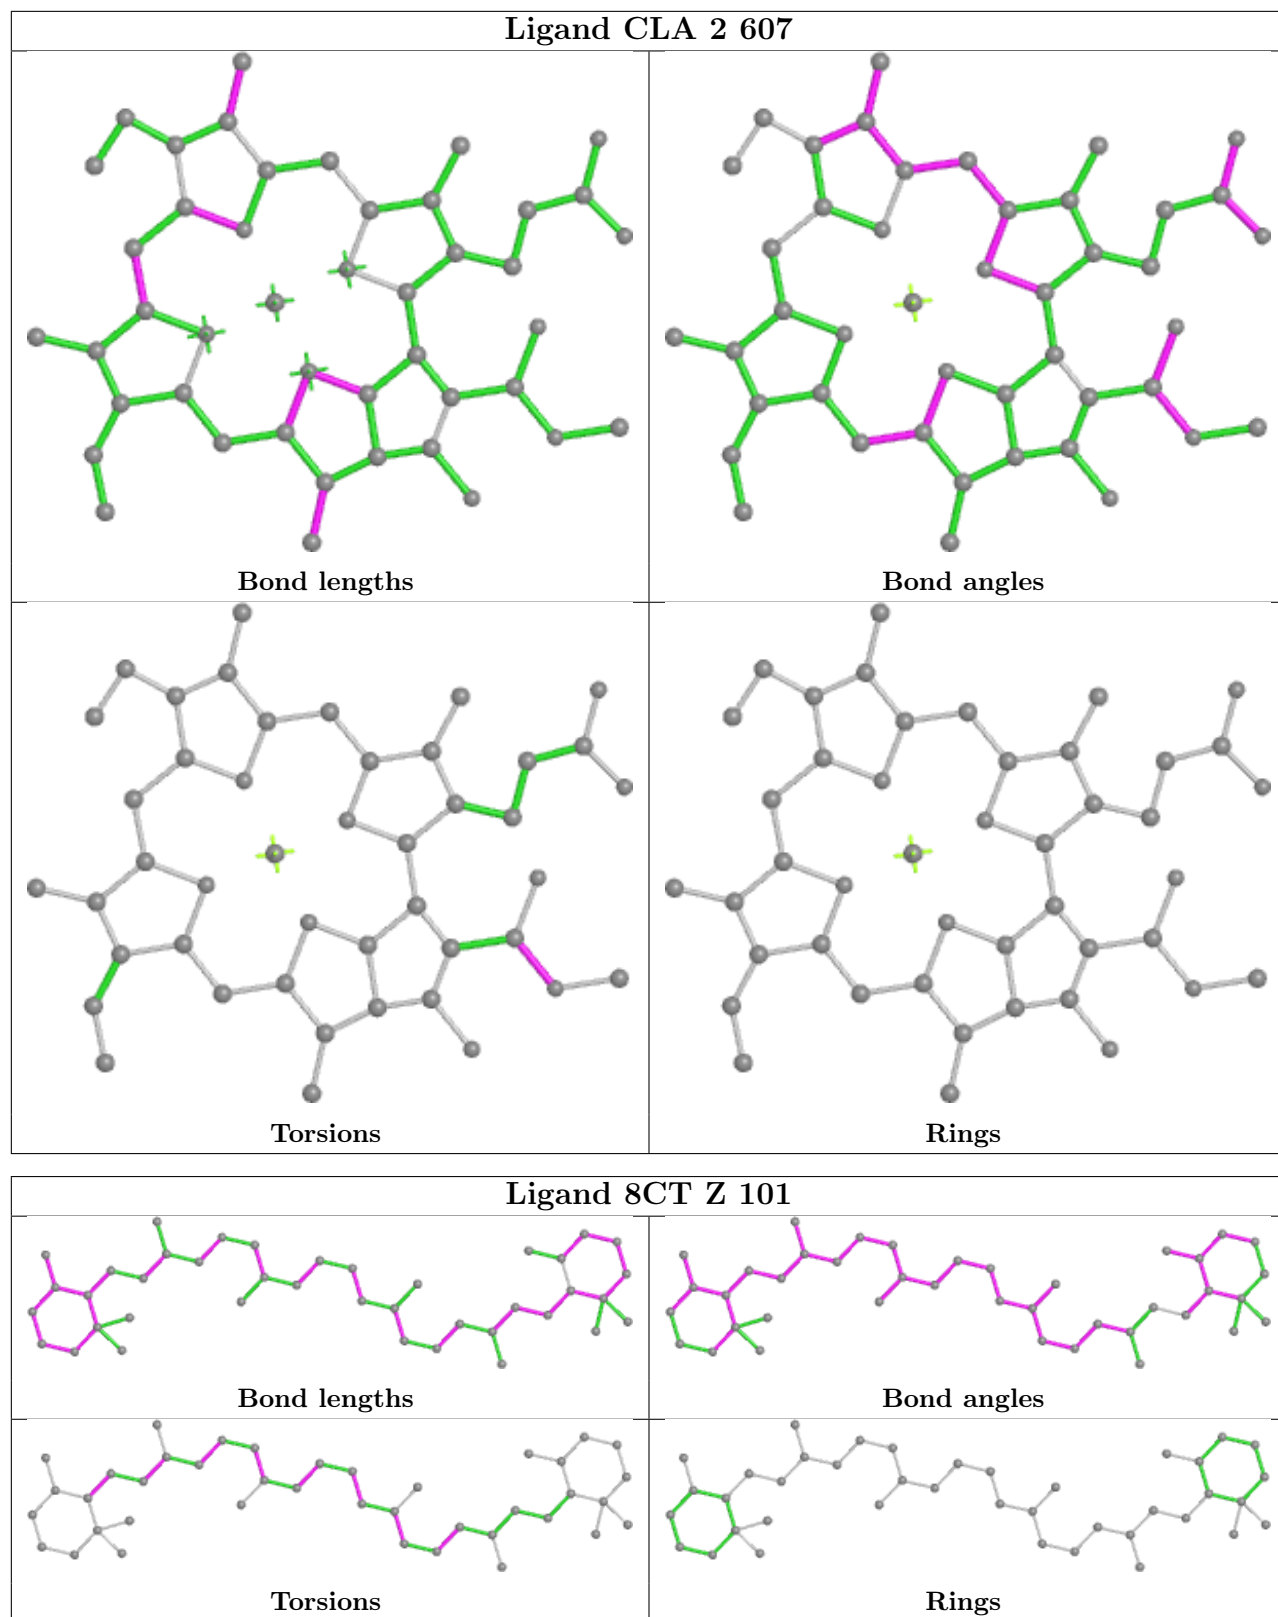 Ligand CLA 2 607
Bond lengths
Bond angles
Torsions
Rings
Ligand 8CT Z 101
Bond lengths
Bond angles
Torsions
Rings